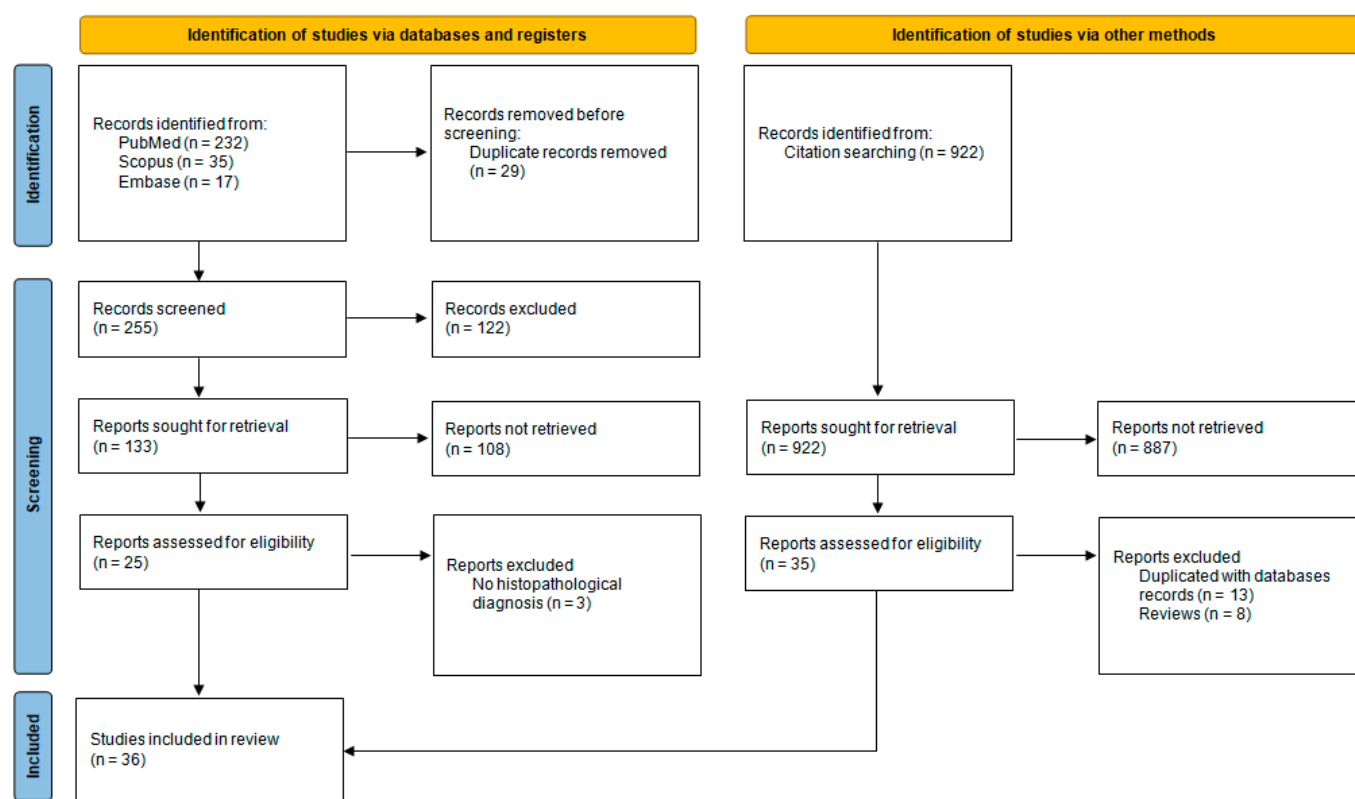 Identification of studies via databases and registers
Identification of studies via other methods
Identification
Records identified from:
PubMed (n = 232)
Scopus (n = 35)
Embase (n = 17)
Records removed before
screening:
Duplicate records removed
(n = 29)
Records identified from:
Citation searching (n = 922)
Screening
Records screened
(n = 255)
Records excluded
(n = 122)
Reports sought for retrieval
(n = 133)
Reports not retrieved
(n = 108)
Reports sought for retrieval
(n = 922)
Reports not retrieved
(n = 887)
Reports assessed for eligibility
(n = 25)
Reports excluded
No histopathological
diagnosis (n = 3)
Reports assessed for eligibility
(n = 35)
Reports excluded
Duplicated with databases
records (n = 13)
Reviews (n = 8)
Included
Studies included in review
(n = 36)